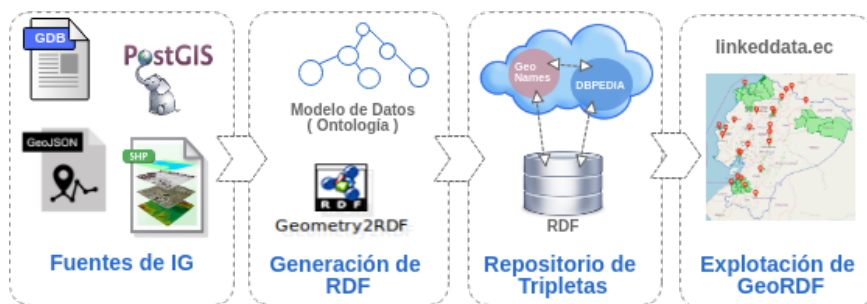 GDB
PostGIS
GeoJSON
SHP
Fuentes de IG
Modelo de Datos
( Ontología )
RDF
Geometry2RDF
Generación de
RDF
Geo
Names
DBPEDIA
RDF
Repositorio de
Tripletas
linkeddata.ec
Explotación de
GeoRDF